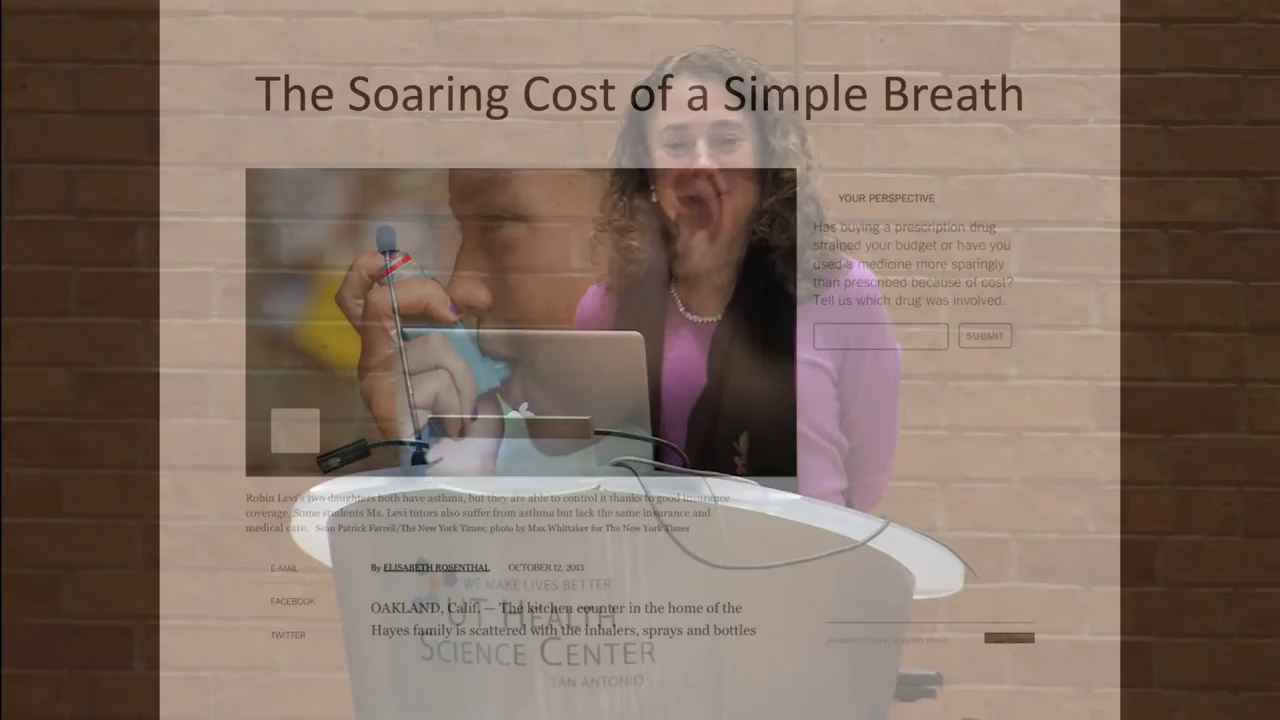 The Soaring Cost of a Simple Breath
YOUR PERSPECTIVE
Has buying a prescription drug
strained your budget or have you
used a medicine more sparingly
than prescribed because of cost?
Tell us which drug was involved.
SUBMIT
Robin Levi's two daughters both have asthma, but they are able to control it thanks to good insurance
coverage. Some students Ms. Levi tutors also suffer from asthma but lack the same insurance and
medical care. Sean Patrick Farrell/The New York Times; photo by Max Whittaker for The New York Times
E-MAIL
FACEBOOK
TWITTER
By ELISABETH ROSENTHAL OCTOBER 12, 2013
OAKLAND, Calif. — The kitchen counter in the home of the
Hayes family is scattered with the inhalers, sprays and bottles
WE MAKE LIVES BETTER
UT HEALTH
SCIENCE CENTER
SAN ANTONIO